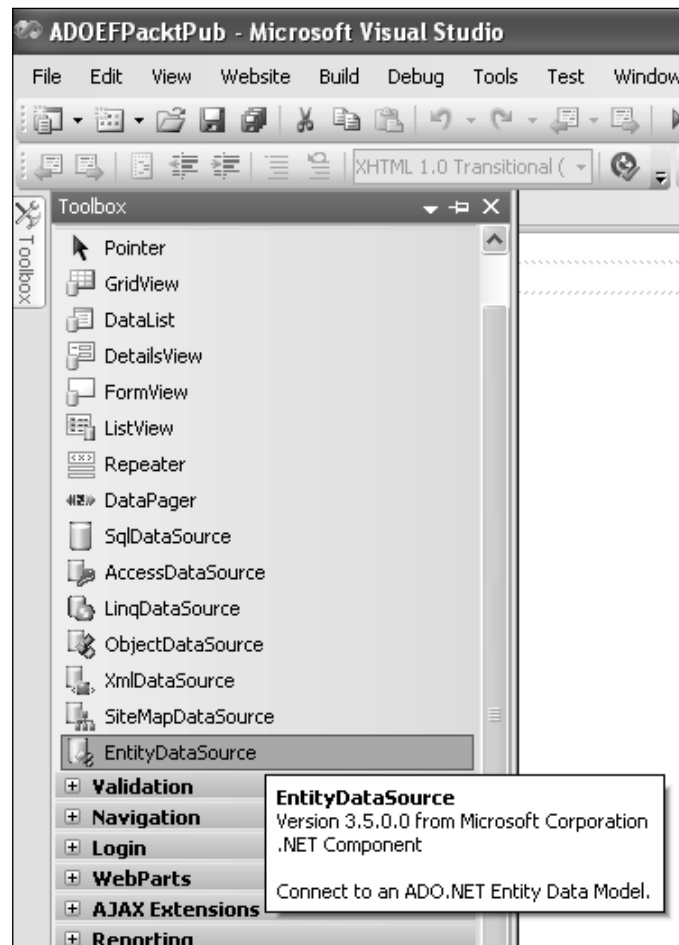 ADOEFPacktPub - Microsoft Visual Studio
File Edit View Website Build Debug Tools Test Window
XHTML 1.0 Transitional (
Toolbox
Toolbox
Pointer
GridView
DataList
DetailsView
FormView
ListView
Repeater
DataPager
SqlDataSource
AccessDataSource
LinqDataSource
ObjectDataSource
XmlDataSource
SiteMapDataSource
EntityDataSource
Validation
Navigation
Login
WebParts
AJAX Extensions
Reporting
EntityDataSource
Version 3.5.0.0 from Microsoft Corporation
.NET Component
Connect to an ADO.NET Entity Data Model.